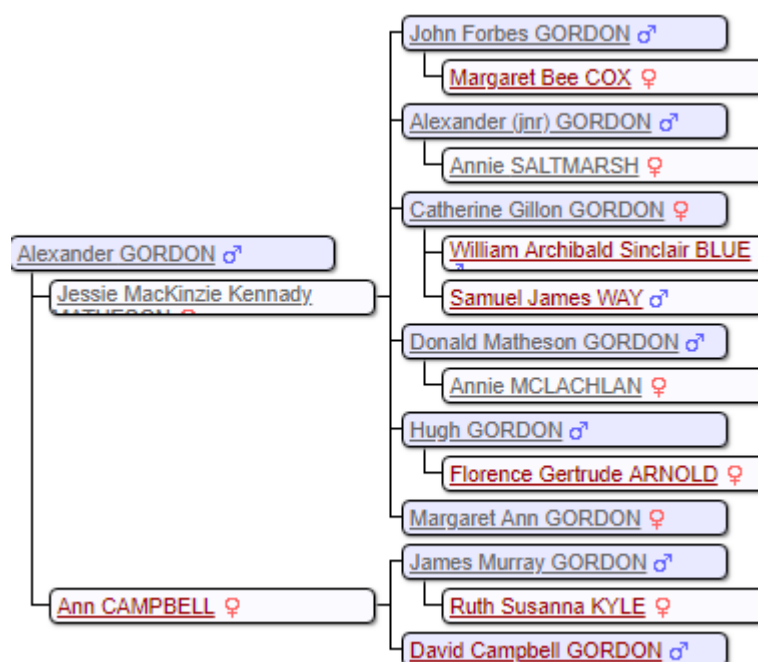 John Forbes GORDON ♂
Margaret Bee COX ♀
Alexander (jnr) GORDON ♂
Annie SALTMARSH ♀
Catherine Gillon GORDON ♀
Alexander GORDON ♂
William Archibald Sinclair BLUE
Jessie MacKinzie Kennady
Samuel James WAY ♂
Donald Matheson GORDON ♂
Annie MCLACHLAN ♀
Hugh GORDON ♂
Florence Gertrude ARNOLD ♀
Margaret Ann GORDON ♀
James Murray GORDON ♂
Ann CAMPBELL ♀
Ruth Susanna KYLE ♀
David Campbell GORDON ♂